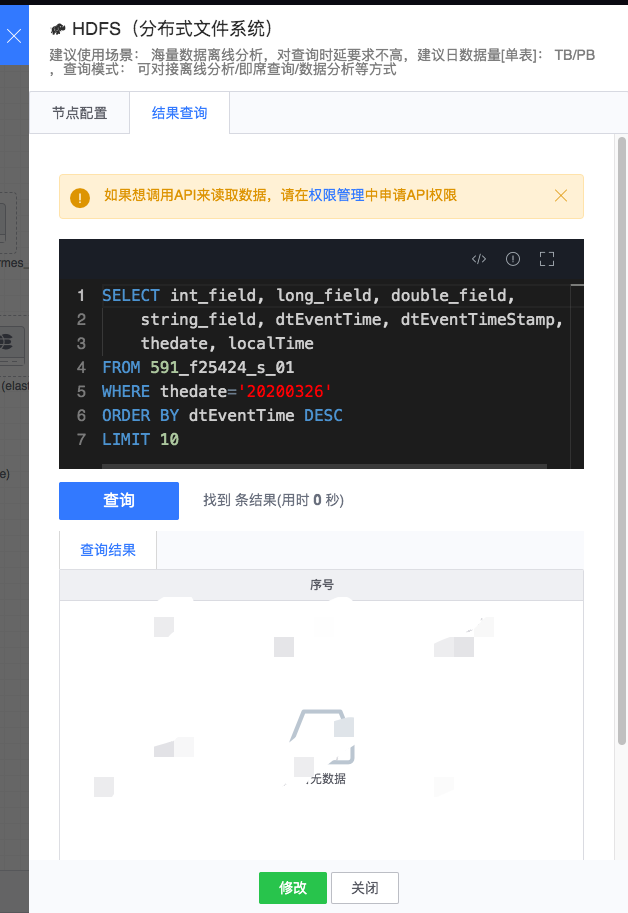 HDFS（分布式文件系统）
建议使用场景： 海量数据离线分析，对查询时延要求不高，建议日数据量[单表]： TB/PB
，查询模式： 可对接离线分析/即席查询/数据分析等方式
节点配置
结果查询
如果想调用API来读取数据，请在权限管理中申请API权限
rmes_
1 SELECT int_field, long_field, double_field,
2 string_field, dtEventTime, dtEventTimeStamp,
3 thedate, localTime
4 FROM 591_f25424_s_01
(elast
5 WHERE thedate='20200326'
6 ORDER BY dtEventTime DESC
7 LIMIT 10
e)
查询 找到 条结果(用时 0 秒)
查询结果
序号
无数据
修改 关闭